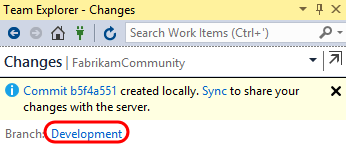 Team Explorer - Changes
Search Work Items (Ctrl+')
Changes | FabrikamCommunity
Commit b5f4a551 created locally. Sync to share your
changes with the server.
Branch: Development